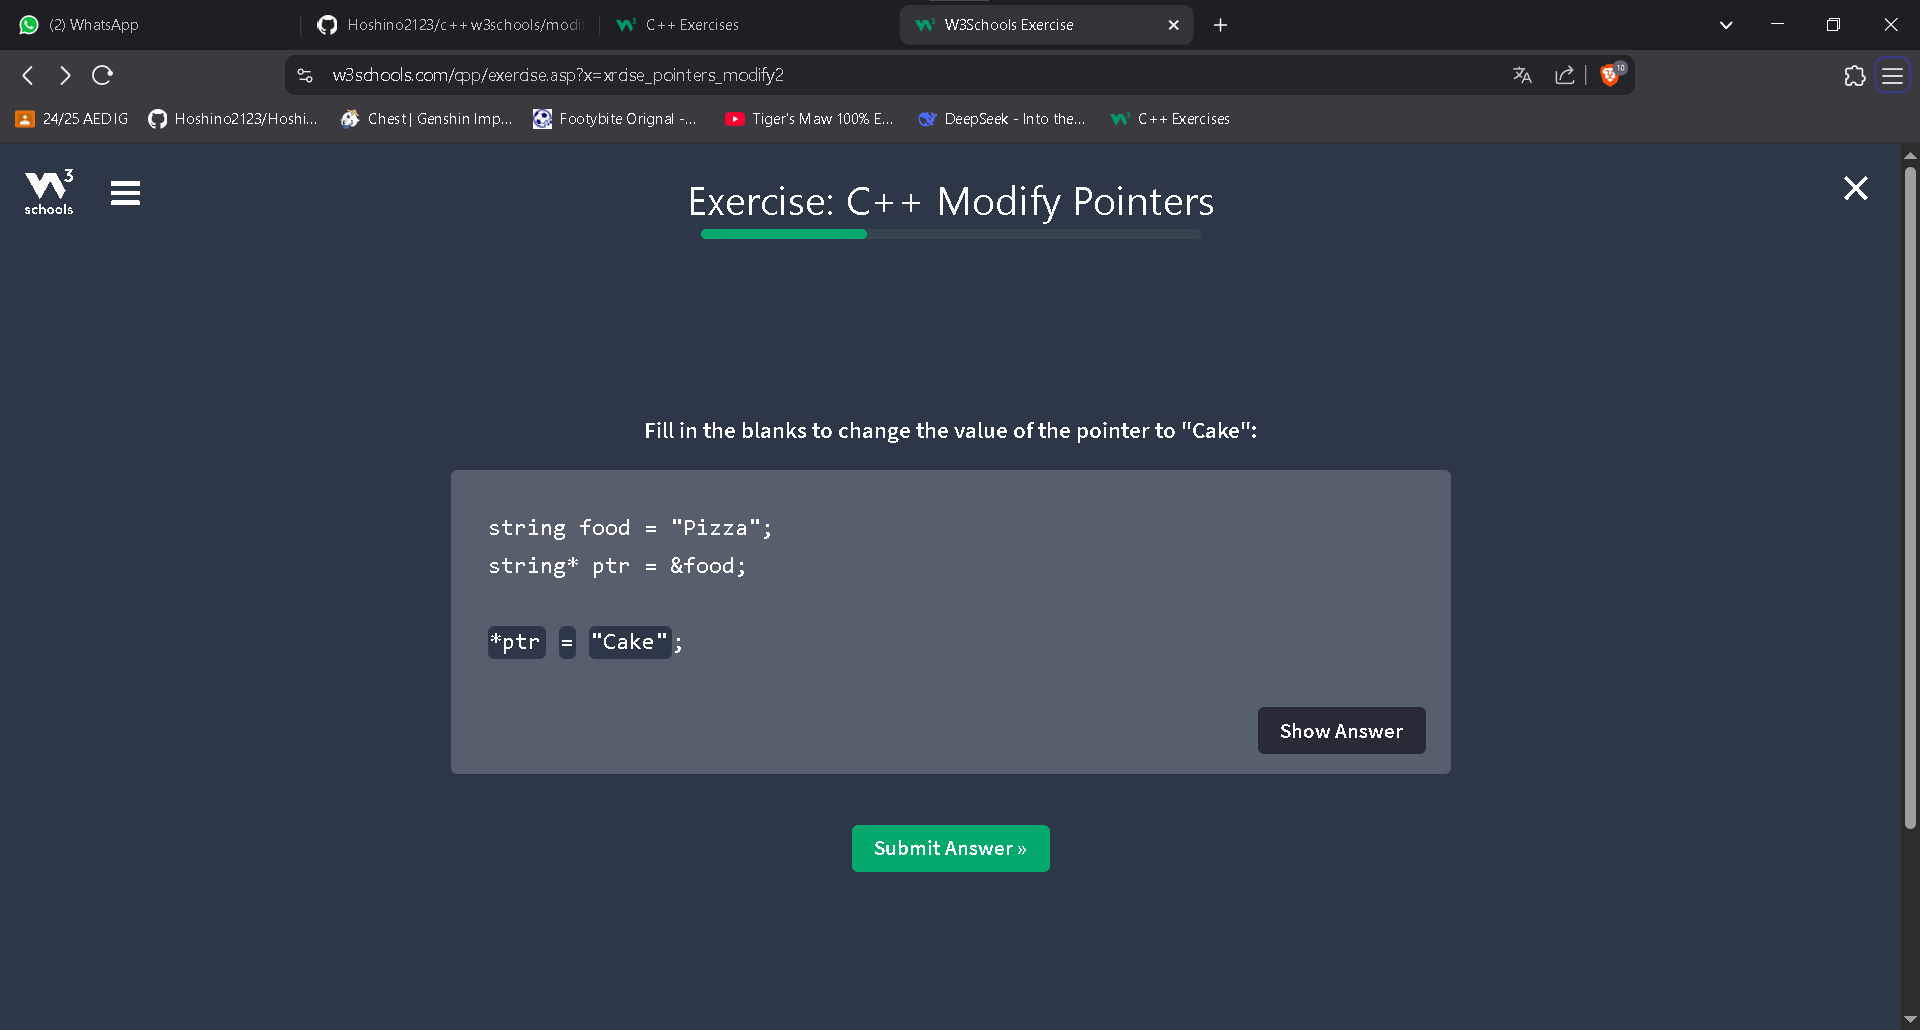 (2) WhatsApp
Hoshino2123/c++ w3schools/modi
C++ Exercises
W3Schools Exercise
w3schools.com/cpp/exercise.asp?x=xrcise_pointers_modify2
10
24/25 AEDIG
Hoshino2123/Hoshi...
Chest | Genshin Imp...
Footybite Orignal -...
Tiger's Maw 100% E...
DeepSeek - Into the...
C++ Exercises
W3
schools
Exercise: C++ Modify Pointers
Fill in the blanks to change the value of the pointer to "Cake":
string food = "Pizza";
string* ptr = &food;
*ptr = "Cake";
Show Answer
Submit Answer »